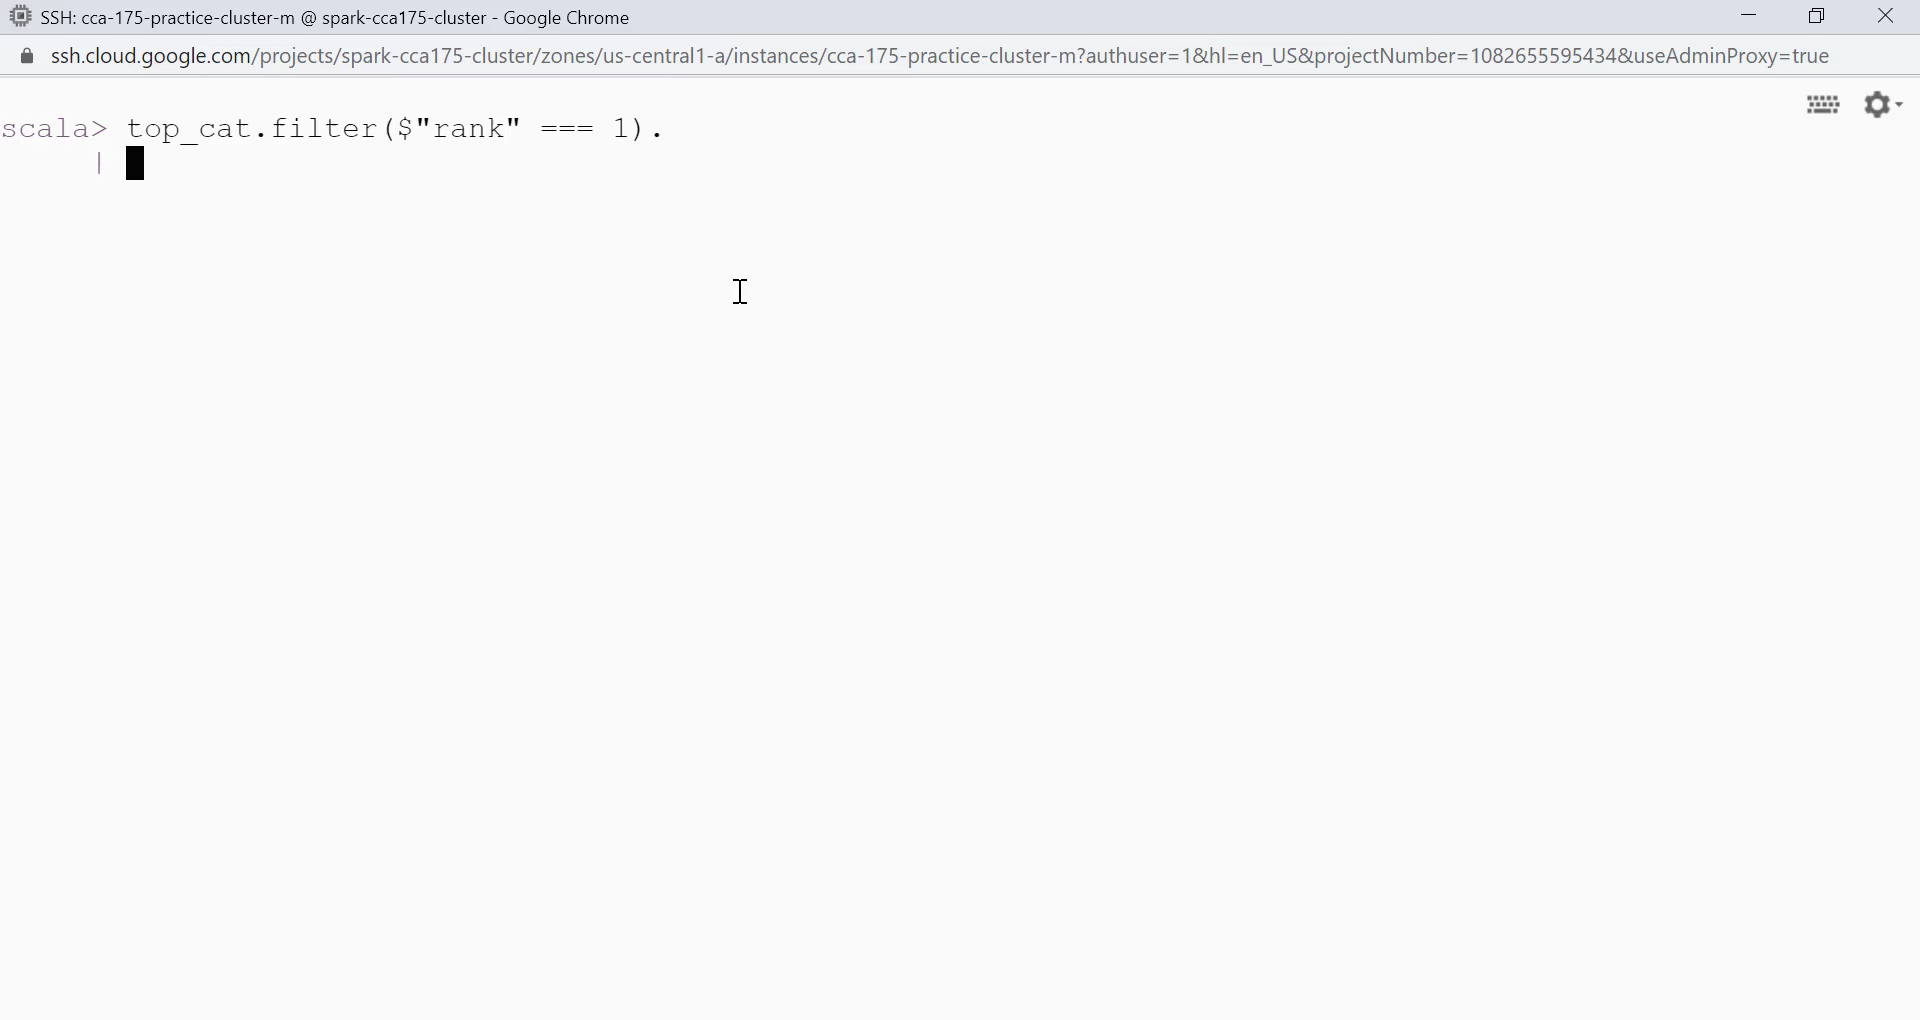 SSH: cca-175-practice-cluster-m @ spark-cca175-cluster - Google Chrome
ssh.cloud.google.com/projects/spark-cca175-cluster/zones/us-central1-a/instances/cca-175-practice-cluster-m?authuser=1&hl=en_US&projectNumber=1082655595434&useAdminProxy=true
scala> top_cat.filter($"rank" === 1).
|